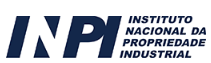 INPI
INSTITUTO
NACIONAL DA
PROPRIEDADE
INDUSTRIAL